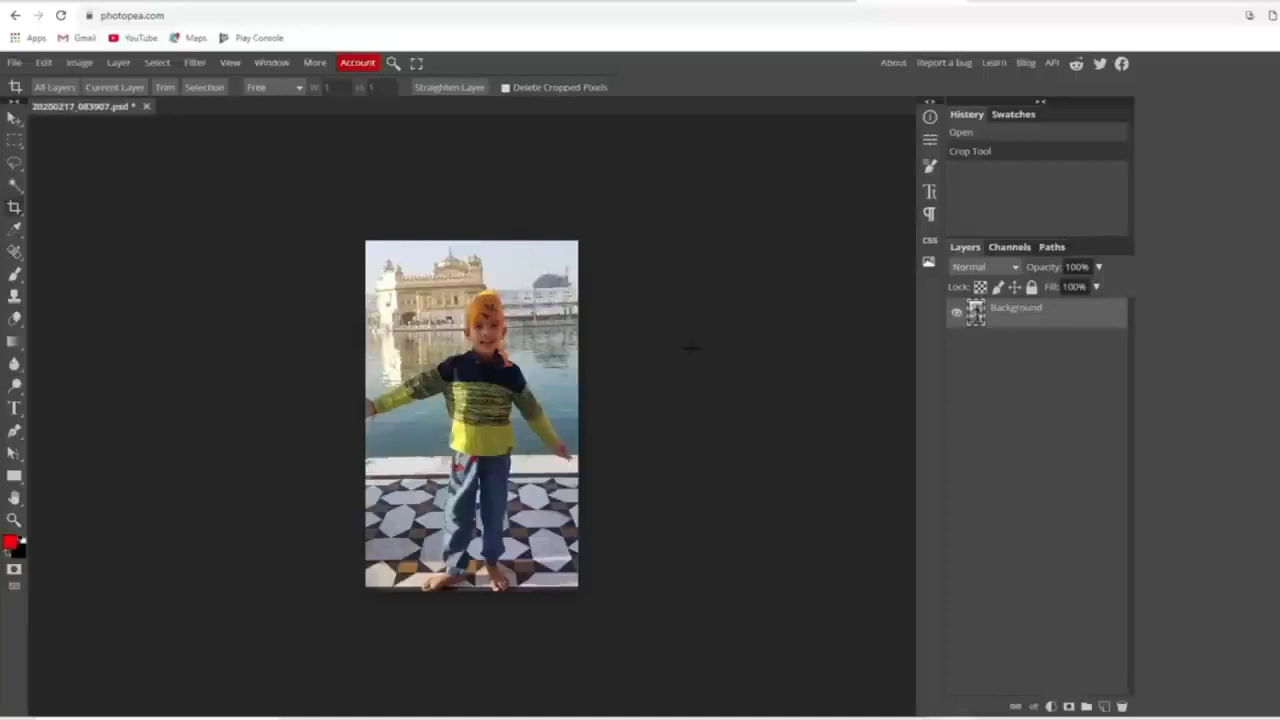 photopea.com
Apps Gmail YouTube Maps Play Console
File Edit Image Layer Select Filter View Window More Account About Report a bug Learn Blog API
All Layers Current Layer Trim Selection Free W: 1 H: 1 Straighten Layer Delete Cropped Pixels
20200217_083907.psd *
History Swatches
Open
Crop Tool
CSS
Layers Channels Paths
Normal Opacity: 100%
Lock: Fill: 100%
Background